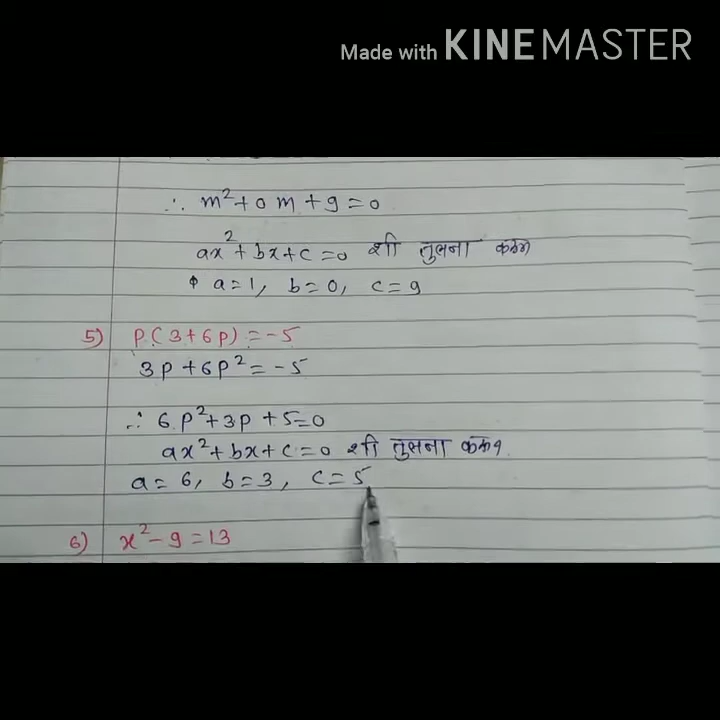 Made with KINEMASTER
∴ m²+0m+9=0
ax²+bx+c=0 शी तुलना करून
a=1, b=0, c=9
5) P(3+6P)=-5
3P+6P²=-5
∴ 6P²+3P+5=0
ax²+bx+c=0 शी तुलना करून
a=6, b=3, c=5
6) x²-9=13